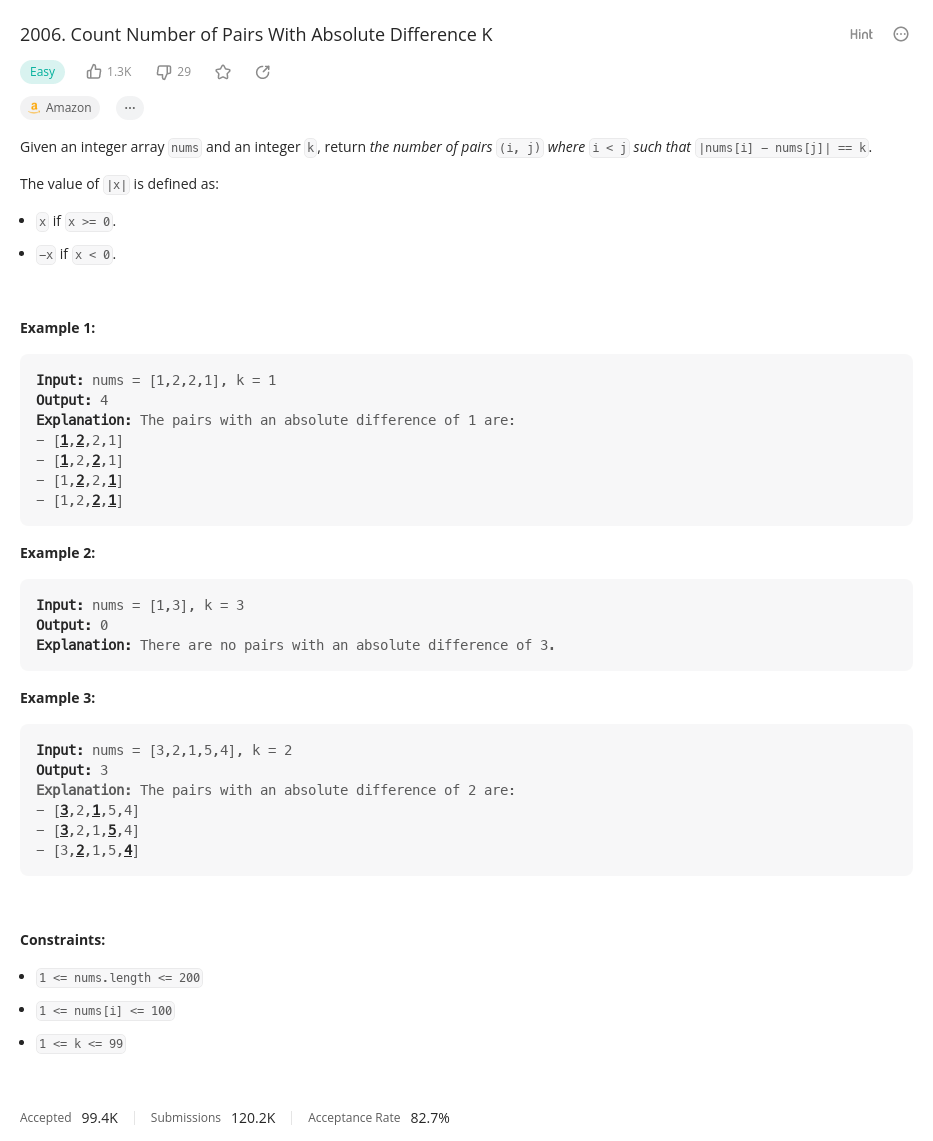 2006. Count Number of Pairs With Absolute Difference K
Hint
Easy
1.3K
29
Amazon
Given an integer array nums and an integer k, return the number of pairs (i, j) where i < j such that |nums[i] − nums[j]| == k.
The value of |x| is defined as:
x if x >= 0.
−x if x < 0.
Example 1:
Input: nums = [1,2,2,1], k = 1
Output: 4
Explanation: The pairs with an absolute difference of 1 are:
− [1,2,2,1]
− [1,2,2,1]
− [1,2,2,1]
− [1,2,2,1]
Example 2:
Input: nums = [1,3], k = 3
Output: 0
Explanation: There are no pairs with an absolute difference of 3.
Example 3:
Input: nums = [3,2,1,5,4], k = 2
Output: 3
Explanation: The pairs with an absolute difference of 2 are:
− [3,2,1,5,4]
− [3,2,1,5,4]
− [3,2,1,5,4]
Constraints:
1 <= nums.length <= 200
1 <= nums[i] <= 100
1 <= k <= 99
Accepted 99.4K Submissions 120.2K Acceptance Rate 82.7%